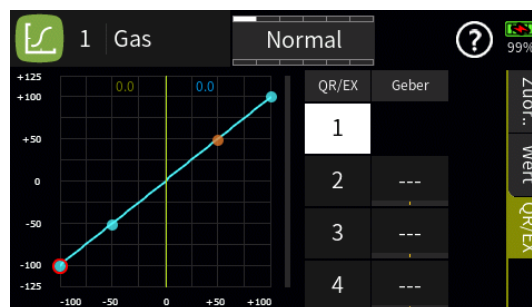 1 Gas Normal ? 99%
+125
+100
+50
0
-50
-100
-125
0.0 0.0
-100 -50 0 +50 +100
QR/EX Geber
1
2 ---
3 ---
4 ---
Zuor..
Wert
QR/EX